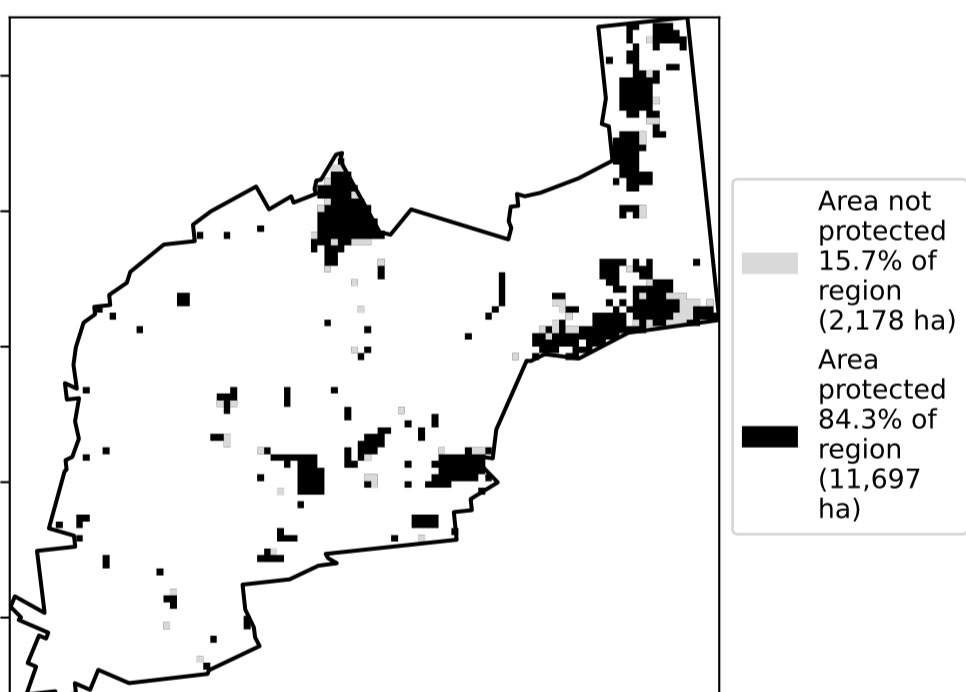 Area not
protected
15.7% of
region
(2,178 ha)
Area
protected
84.3% of
region
(11,697
ha)